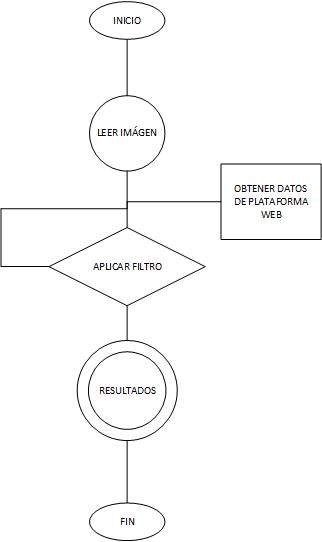 INICIO
LEER IMÁGEN
OBTENER DATOS
DE PLATAFORMA
WEB
APLICAR FILTRO
RESULTADOS
FIN